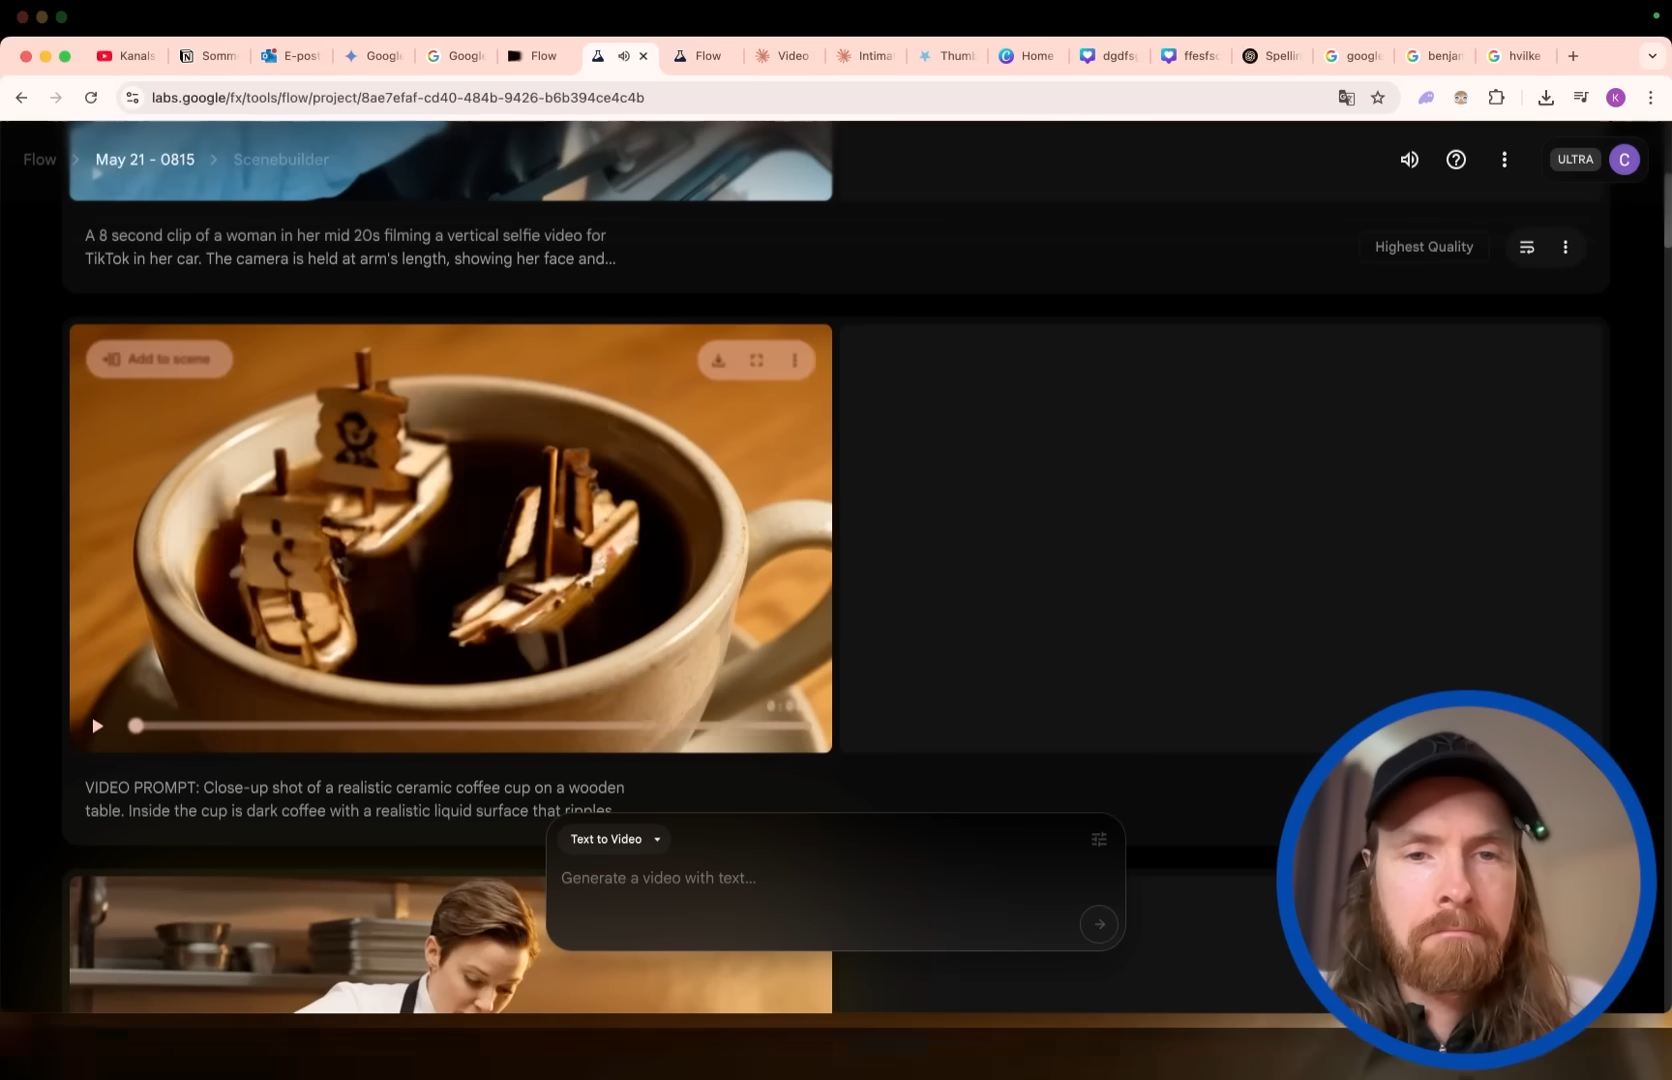 Kanals
Somm
E-post
Googl
Google
Flow
Flow
Video
Intima
Thum
Home
dgdfs
ffesfs
Spellin
google
benjar
hvilke
labs.google/fx/tools/flow/project/8ae7efaf-cd40-484b-9426-b6b394ce4c4b
K
Flow
May 21 - 0815
Scenebuilder
ULTRA
C
A 8 second clip of a woman in her mid 20s filming a vertical selfie video for
TikTok in her car. The camera is held at arm's length, showing her face and...
Highest Quality
Add to scene
VIDEO PROMPT: Close-up shot of a realistic ceramic coffee cup on a wooden
table. Inside the cup is dark coffee with a realistic liquid surface that ripples
Text to Video
Generate a video with text...